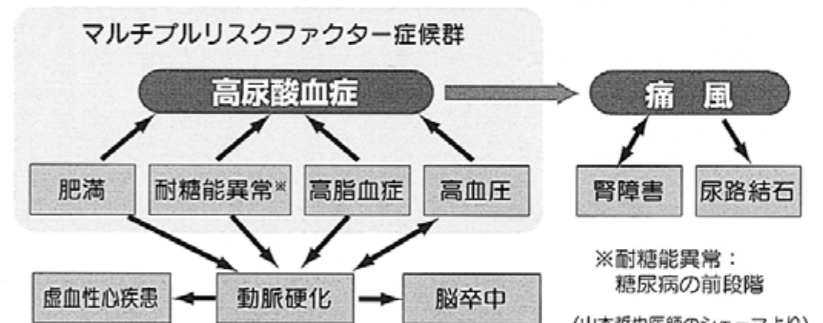 マルチプルリスクファクター症候群
高尿酸血症
痛風
肥満
耐糖能異常※
高脂血症
高血圧
腎障害
尿路結石
※耐糖能異常：
糖尿病の前段階
虚血性心疾患
動脈硬化
脳卒中